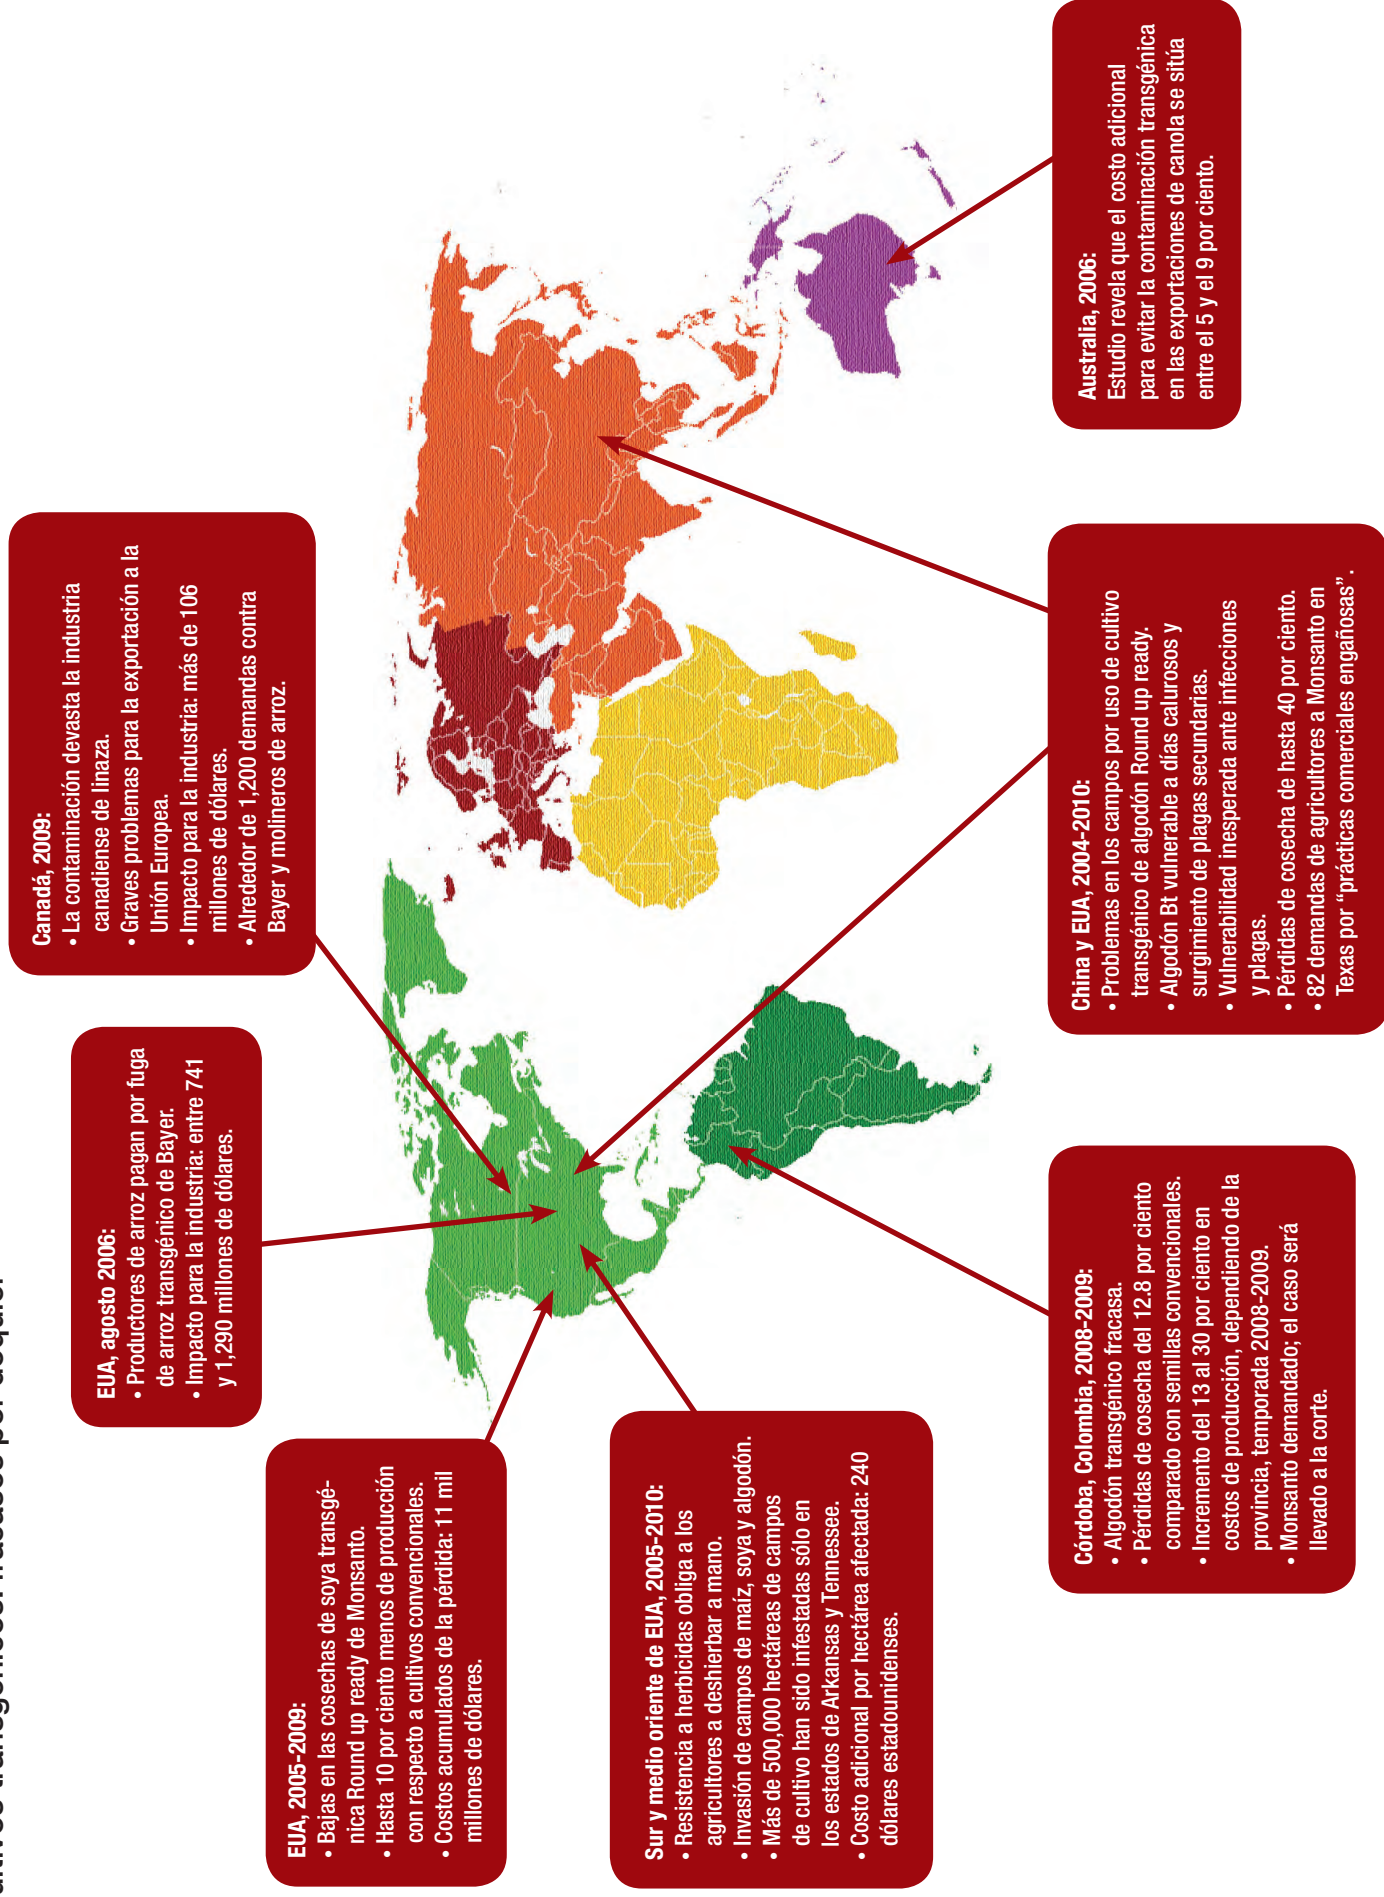 transgénicos: fracasos por doquier
Canadá, 2009:
• La contaminación devasta la industria
canadiense de linaza.
• Graves problemas para la exportación a la
Unión Europea.
• Impacto para la industria: más de 106
millones de dólares.
• Alrededor de 1,200 demandas contra
Bayer y molineros de arroz.
EUA, agosto 2006:
• Productores de arroz pagan por fuga
de arroz transgénico de Bayer.
• Impacto para la industria: entre 741
y 1,290 millones de dólares.
EUA, 2005-2009:
• Bajas en las cosechas de soya transgé-
nica Round up ready de Monsanto.
• Hasta 10 por ciento menos de producción
con respecto a cultivos convencionales.
• Costos acumulados de la pérdida: 11 mil
millones de dólares.
Sur y medio oriente de EUA, 2005-2010:
• Resistencia a herbicidas obliga a los
agricultores a deshierbar a mano.
• Invasión de campos de maíz, soya y algodón.
• Más de 500,000 hectáreas de campos
de cultivo han sido infestadas sólo en
los estados de Arkansas y Tennessee.
• Costo adicional por hectárea afectada: 240
dólares estadounidenses.
Córdoba, Colombia, 2008-2009:
• Algodón transgénico fracasa.
• Pérdidas de cosecha del 12.8 por ciento
comparado con semillas convencionales.
• Incremento del 13 al 30 por ciento en
costos de producción, dependiendo de la
provincia, temporada 2008-2009.
• Monsanto demandado; el caso será
llevado a la corte.
China y EUA, 2004-2010:
• Problemas en los campos por uso de cultivo
transgénico de algodón Round up ready.
• Algodón Bt vulnerable a días calurosos y
surgimiento de plagas secundarias.
• Vulnerabilidad inesperada ante infecciones
y plagas.
• Pérdidas de cosecha de hasta 40 por ciento.
• 82 demandas de agricultores a Monsanto en
Texas por “prácticas comerciales engañosas”.
Australia, 2006:
Estudio revela que el costo adicional
para evitar la contaminación transgénica
en las exportaciones de canola se sitúa
entre el 5 y el 9 por ciento.